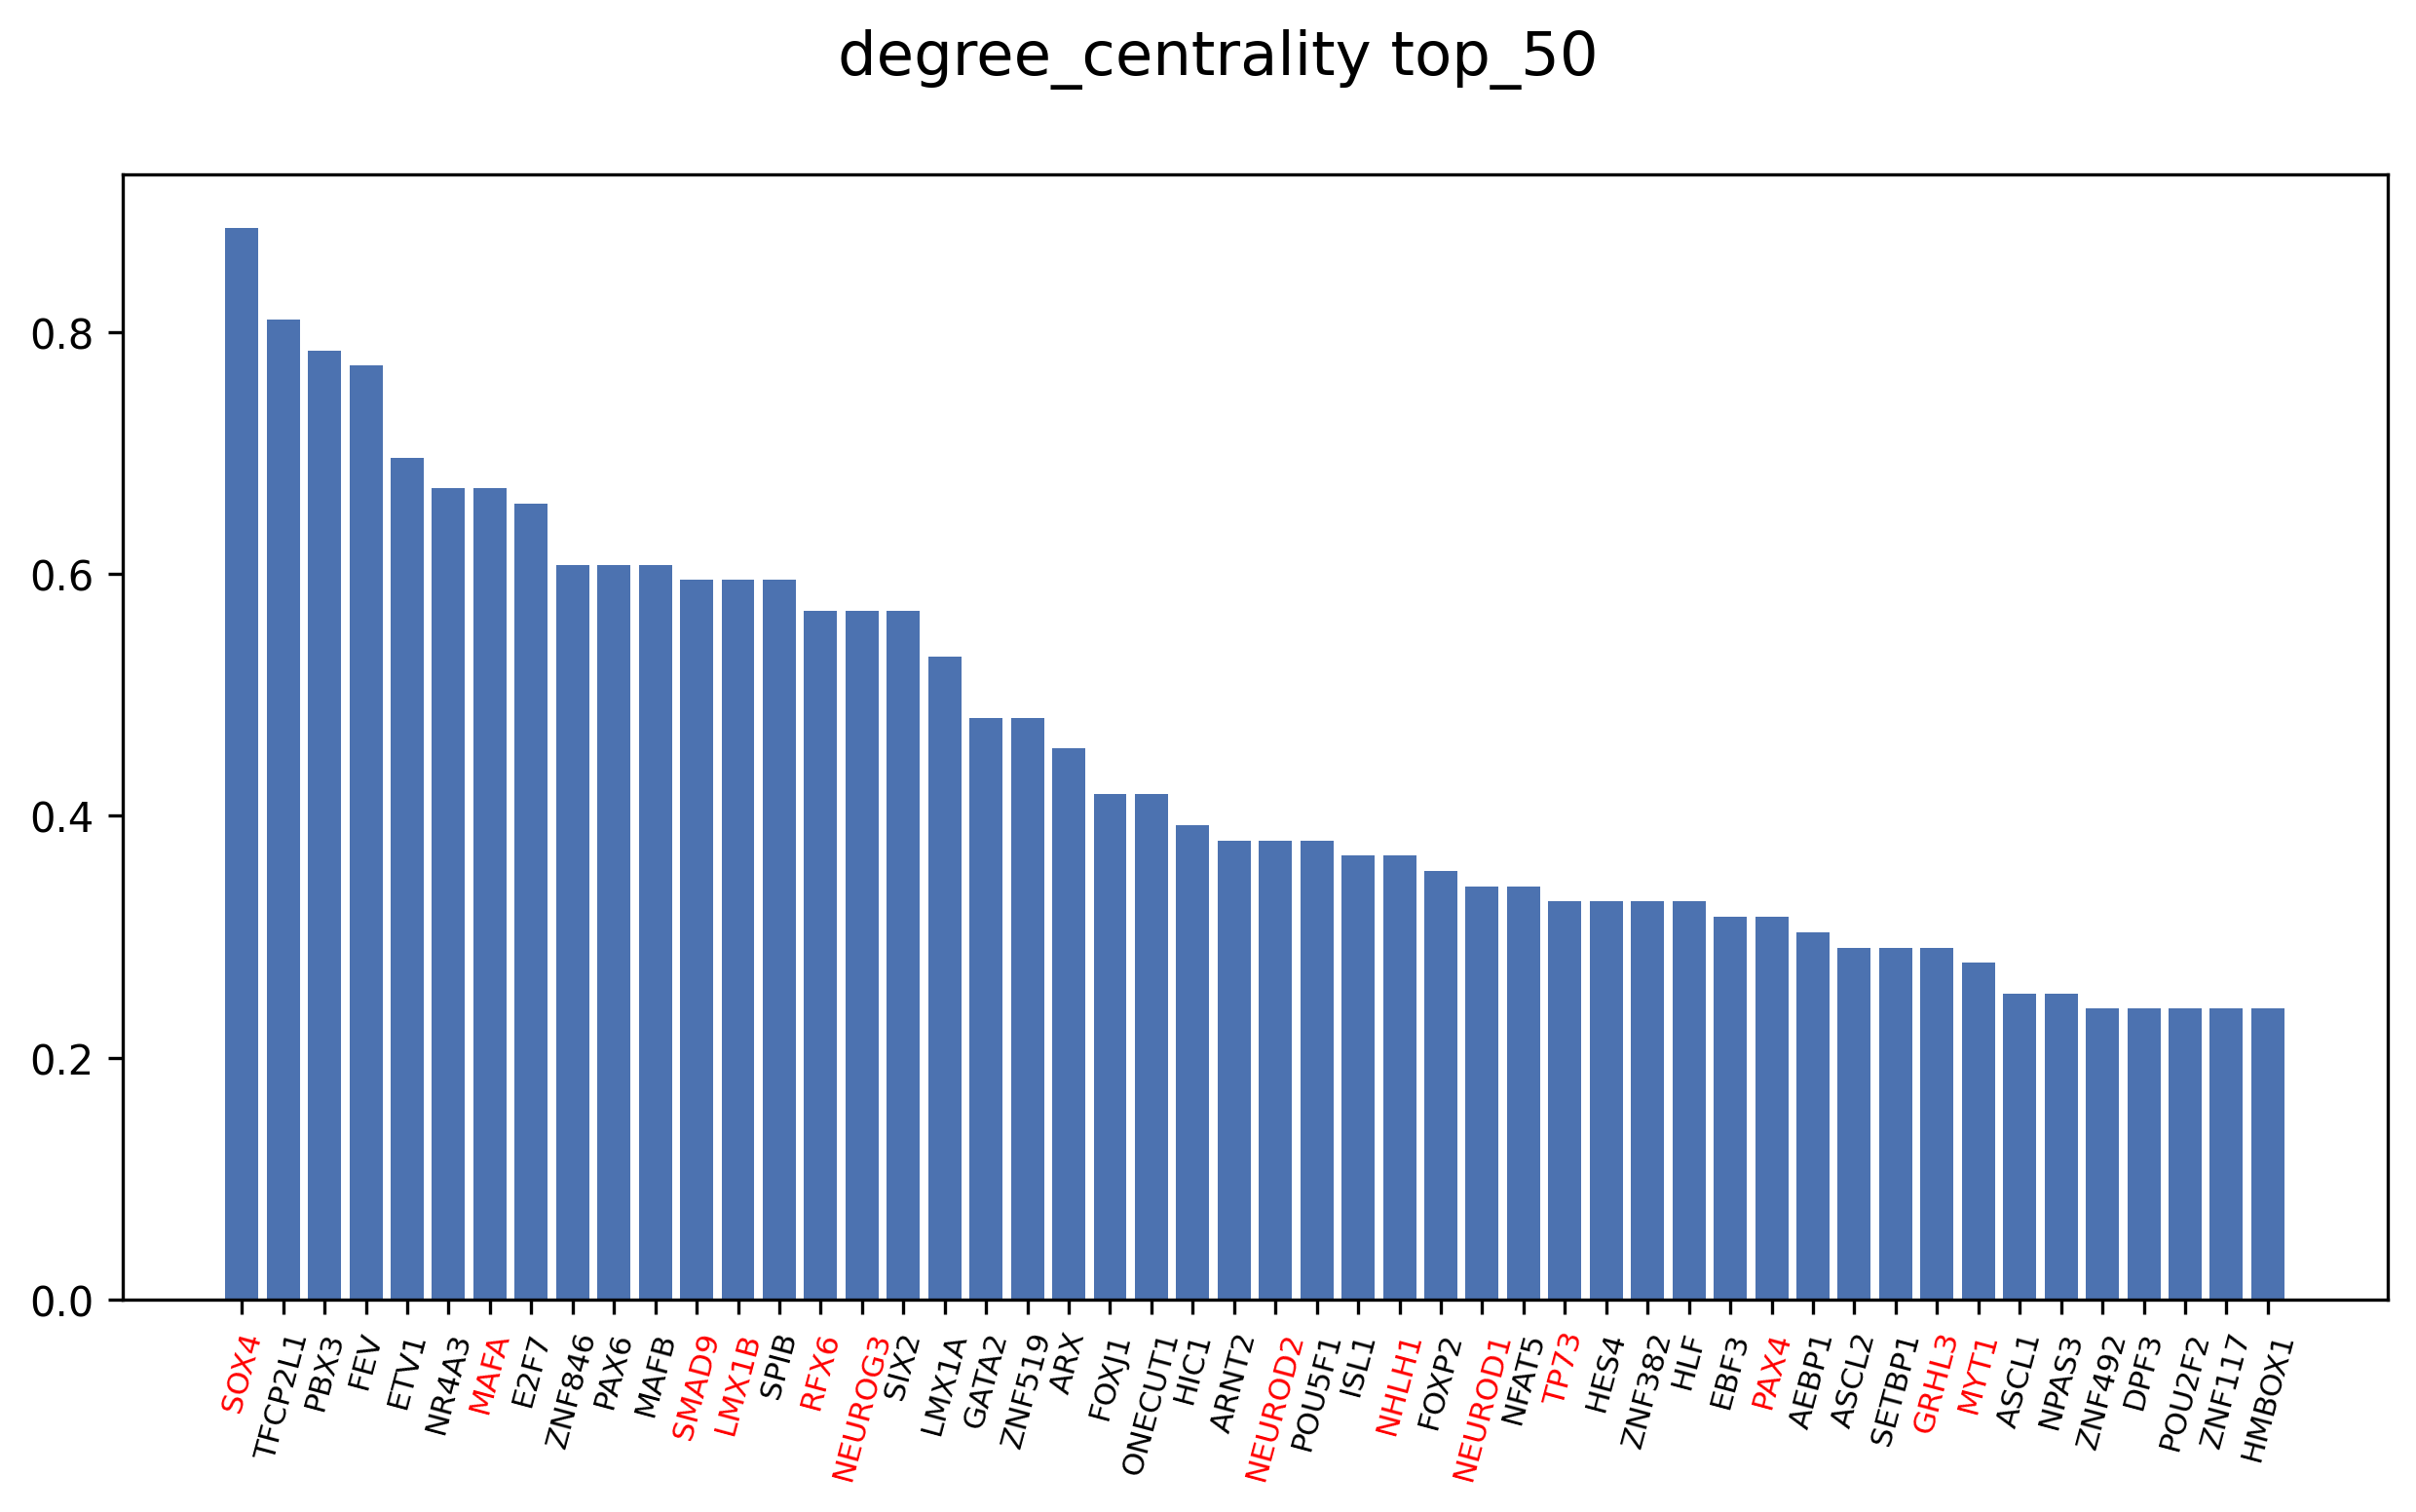 degree_centrality top_50
0.8
0.6
0.4
0.2
0.0
SOX4
TFCP2L1
PBX3
FEV
ETV1
NR4A3
MAFA
E2F7
ZNF846
PAX6
MAFB
SMAD9
LMX1B
SPIB
RFX6
NEUROG3
SIX2
LMX1A
GATA2
ZNF519
ARX
FOXJ1
ONECUT1
HIC1
ARNT2
NEUROD2
POU5F1
ISL1
NHLH1
FOXP2
NEUROD1
NFAT5
TP73
HES4
ZNF382
HLF
EBF3
PAX4
AEBP1
ASCL2
SETBP1
GRHL3
MYT1
ASCL1
NPAS3
ZNF492
DPF3
POU2F2
ZNF117
HMBOX1